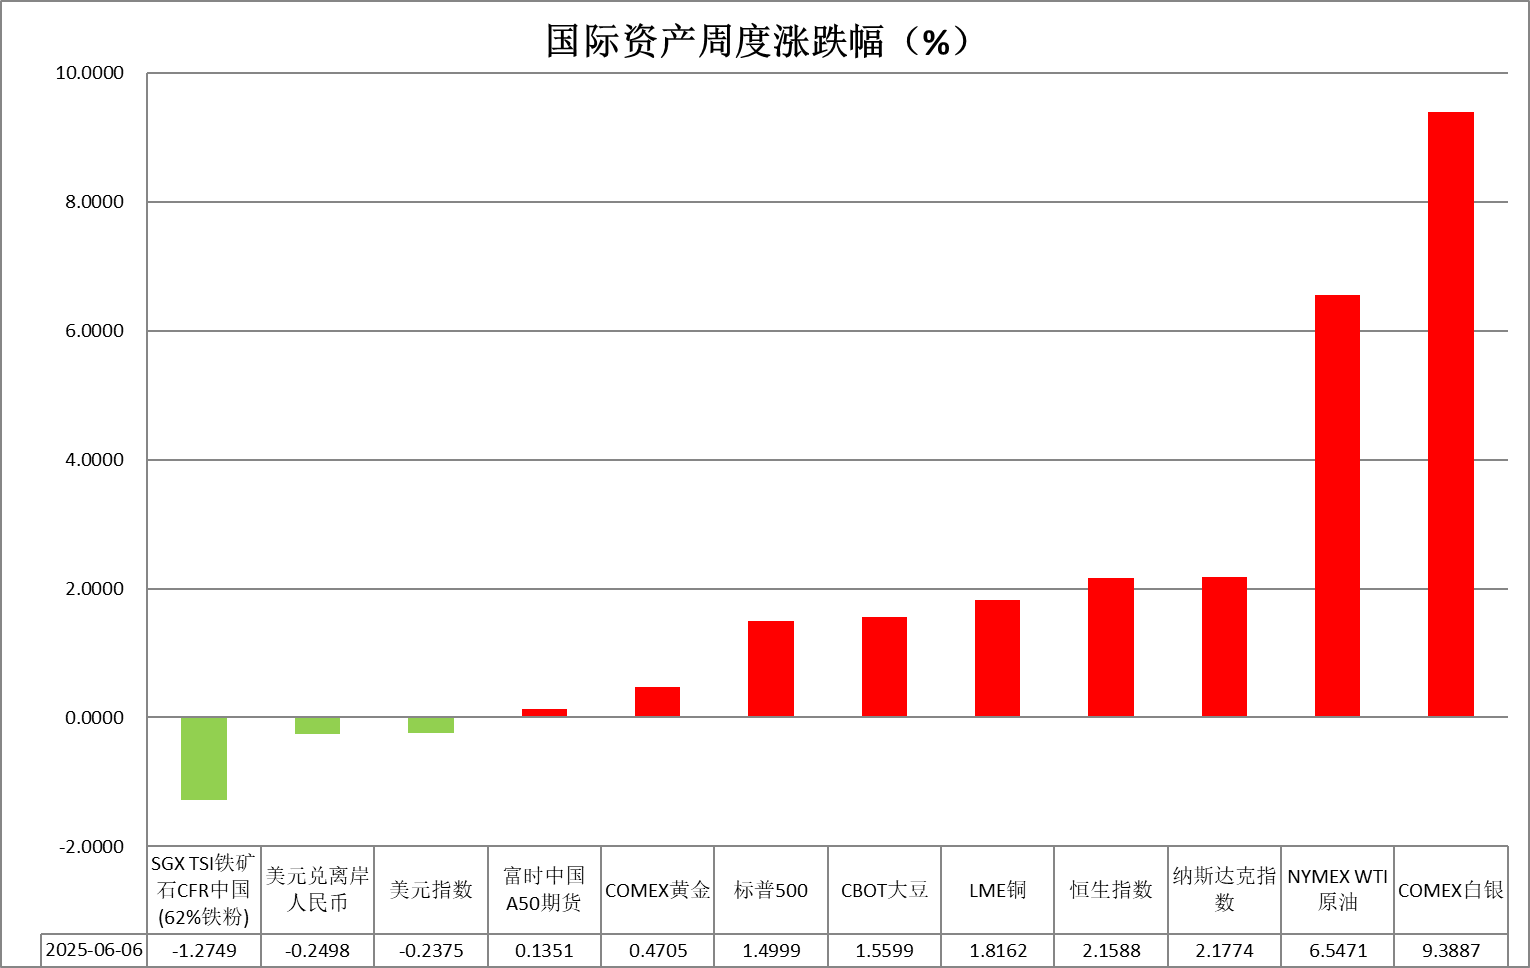 国际资产周度涨跌幅（%）
10.0000
8.0000
6.0000
4.0000
2.0000
0.0000
-2.0000
SGX TSI铁矿
石CFR中国
(62%铁粉)
美元兑离岸
人民币
美元指数
富时中国
A50期货
COMEX黄金
标普500
CBOT大豆
LME铜
恒生指数
纳斯达克指
数
NYMEX WTI
原油
COMEX白银
2025-06-06 -1.2749 -0.2498 -0.2375 0.1351 0.4705 1.4999 1.5599 1.8162 2.1588 2.1774 6.5471 9.3887